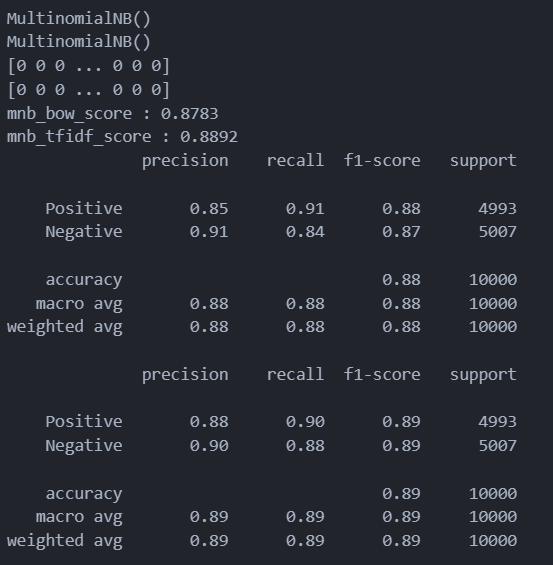 MultinomialNB()
MultinomialNB()
[0 0 0 ... 0 0 0]
[0 0 0 ... 0 0 0]
mnb_bow_score : 0.8783
mnb_tfidf_score : 0.8892
precision recall f1-score support
Positive 0.85 0.91 0.88 4993
Negative 0.91 0.84 0.87 5007
accuracy 0.88 10000
macro avg 0.88 0.88 0.88 10000
weighted avg 0.88 0.88 0.88 10000
precision recall f1-score support
Positive 0.88 0.90 0.89 4993
Negative 0.90 0.88 0.89 5007
accuracy 0.89 10000
macro avg 0.89 0.89 0.89 10000
weighted avg 0.89 0.89 0.89 10000